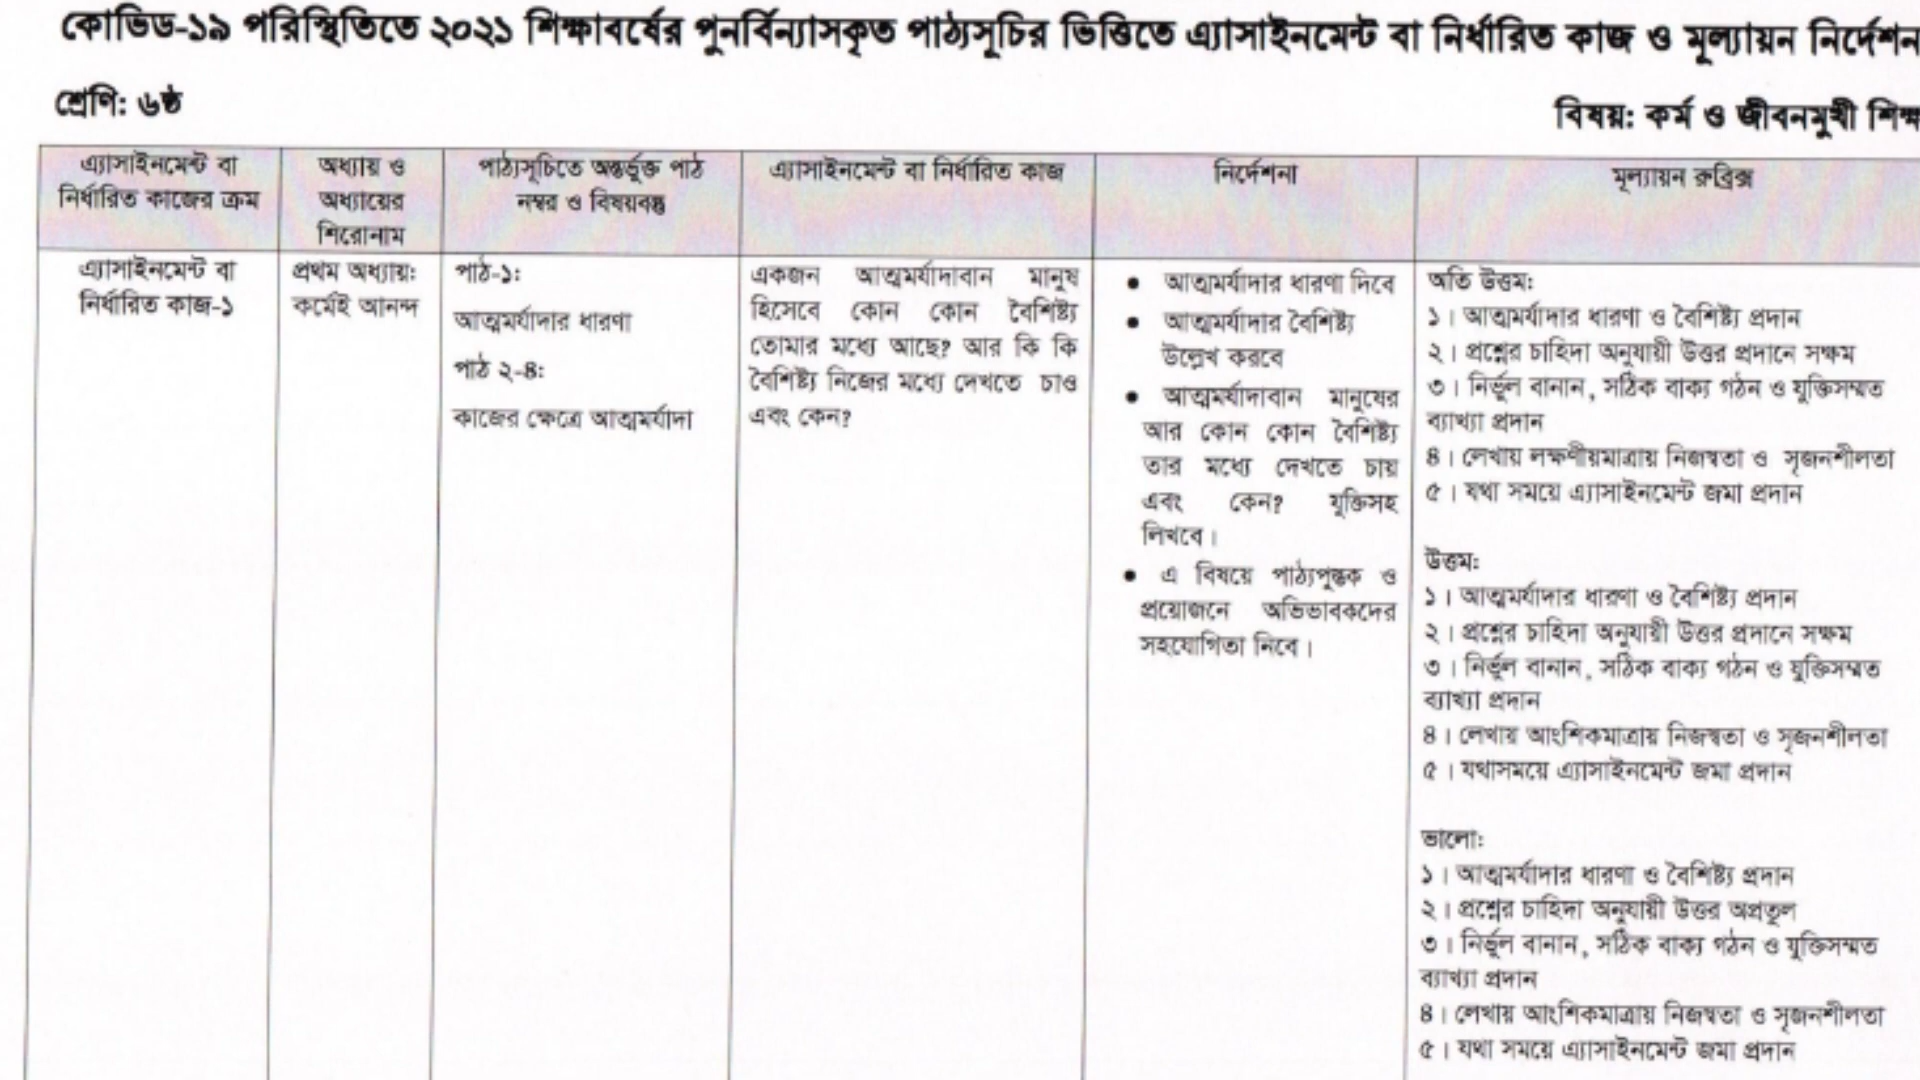 কোভিড-১৯ পরিস্থিতিতে ২০২১ শিক্ষাবর্ষের পুনর্বিন্যাসকৃত পাঠ্যসূচির ভিত্তিতে এ্যাসাইনমেন্ট বা নির্ধারিত কাজ ও মূল্যায়ন নির্দেশন
শ্রেণি: ৬ষ্ঠ
বিষয়: কর্ম ও জীবনমুখী শিক্ষ
এ্যাসাইনমেন্ট বা
নির্ধারিত কাজের ক্রম
অধ্যায় ও
অধ্যায়ের
শিরোনাম
পাঠ্যসূচিতে অন্তর্ভুক্ত পাঠ
নম্বর ও বিষয়বস্তু
এ্যাসাইনমেন্ট বা নির্ধারিত কাজ
নির্দেশনা
মূল্যায়ন রুব্রিক্স
এ্যাসাইনমেন্ট বা
নির্ধারিত কাজ-১
প্রথম অধ্যায়:
কর্মেই আনন্দ
পাঠ-১:
আত্মমর্যাদার ধারণা
পাঠ ২-৪:
কাজের ক্ষেত্রে আত্মমর্যাদা
একজন আত্মমর্যাদাবান মানুষ
হিসেবে কোন কোন বৈশিষ্ট্য
তোমার মধ্যে আছে? আর কি কি
বৈশিষ্ট্য নিজের মধ্যে দেখতে চাও
এবং কেন?
• আত্মমর্যাদার ধারণা দিবে
• আত্মমর্যাদার বৈশিষ্ট্য
উল্লেখ করবে
• আত্মমর্যাদাবান মানুষের
আর কোন কোন বৈশিষ্ট্য
তার মধ্যে দেখতে চায়
এবং কেন? যুক্তিসহ
লিখবে।
• এ বিষয়ে পাঠ্যপুস্তক ও
প্রয়োজনে অভিভাবকদের
সহযোগিতা নিবে।
অতি উত্তম:
১। আত্মমর্যাদার ধারণা ও বৈশিষ্ট্য প্রদান
২। প্রশ্নের চাহিদা অনুযায়ী উত্তর প্রদানে সক্ষম
৩। নির্ভুল বানান, সঠিক বাক্য গঠন ও যুক্তিসম্মত
ব্যাখ্যা প্রদান
৪। লেখায় লক্ষণীয়মাত্রায় নিজস্বতা ও সৃজনশীলতা
৫। যথা সময়ে এ্যাসাইনমেন্ট জমা প্রদান
উত্তম:
১। আত্মমর্যাদার ধারণা ও বৈশিষ্ট্য প্রদান
২। প্রশ্নের চাহিদা অনুযায়ী উত্তর প্রদানে সক্ষম
৩। নির্ভুল বানান, সঠিক বাক্য গঠন ও যুক্তিসম্মত
ব্যাখ্যা প্রদান
৪। লেখায় আংশিকমাত্রায় নিজস্বতা ও সৃজনশীলতা
৫। যথাসময়ে এ্যাসাইনমেন্ট জমা প্রদান
ভালো:
১। আত্মমর্যাদার ধারণা ও বৈশিষ্ট্য প্রদান
২। প্রশ্নের চাহিদা অনুযায়ী উত্তর অপ্রতুল
৩। নির্ভুল বানান, সঠিক বাক্য গঠন ও যুক্তিসম্মত
ব্যাখ্যা প্রদান
৪। লেখায় আংশিকমাত্রায় নিজস্বতা ও সৃজনশীলতা
৫। যথা সময়ে এ্যাসাইনমেন্ট জমা প্রদান